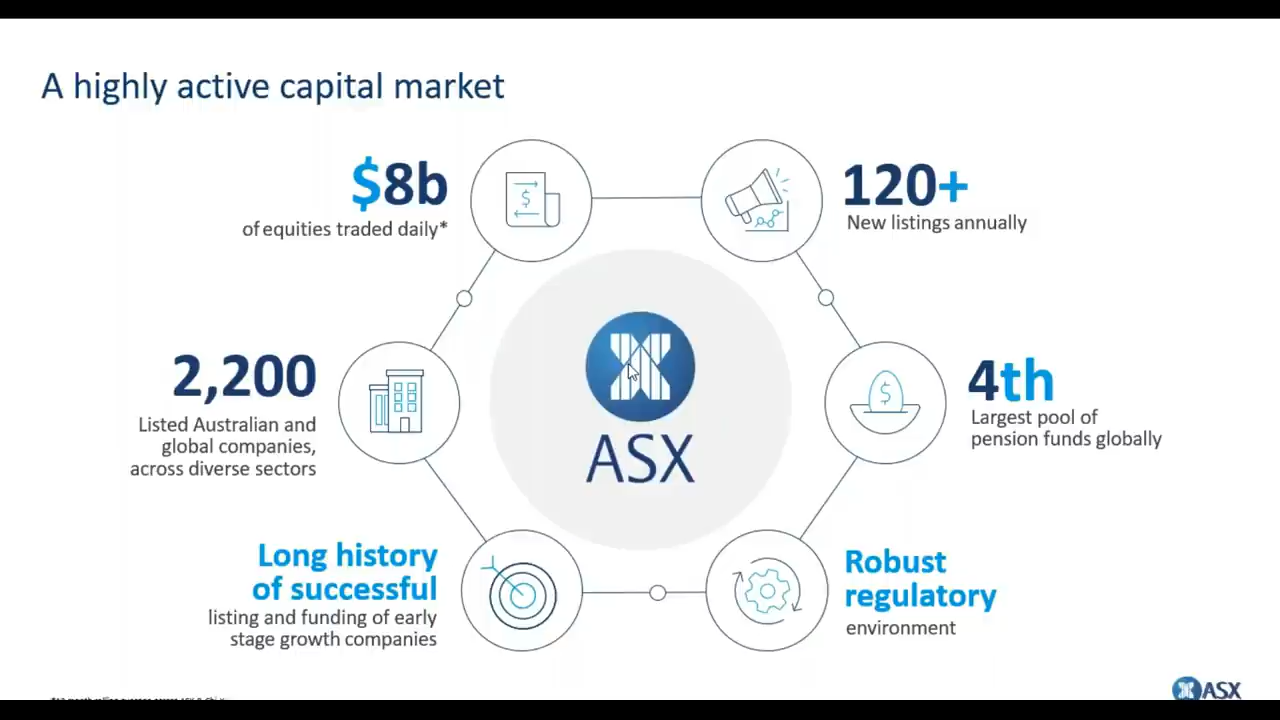 A highly active capital market
$8b
of equities traded daily*
120+
New listings annually
2,200
Listed Australian and
global companies,
across diverse sectors
ASX
4th
Largest pool of
pension funds globally
Long history
of successful
listing and funding of early
stage growth companies
Robust
regulatory
environment
ASX